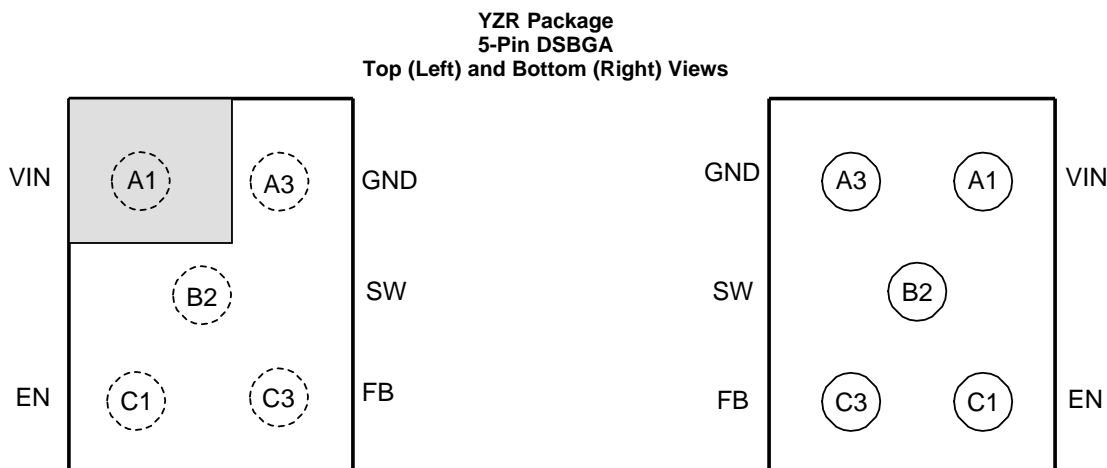 YZR Package
5-Pin DSBGA
Top (Left) and Bottom (Right) Views
VIN A1 A3 GND
B2 SW
EN C1 C3 FB
GND A3 A1 VIN
SW B2
FB C3 C1 EN